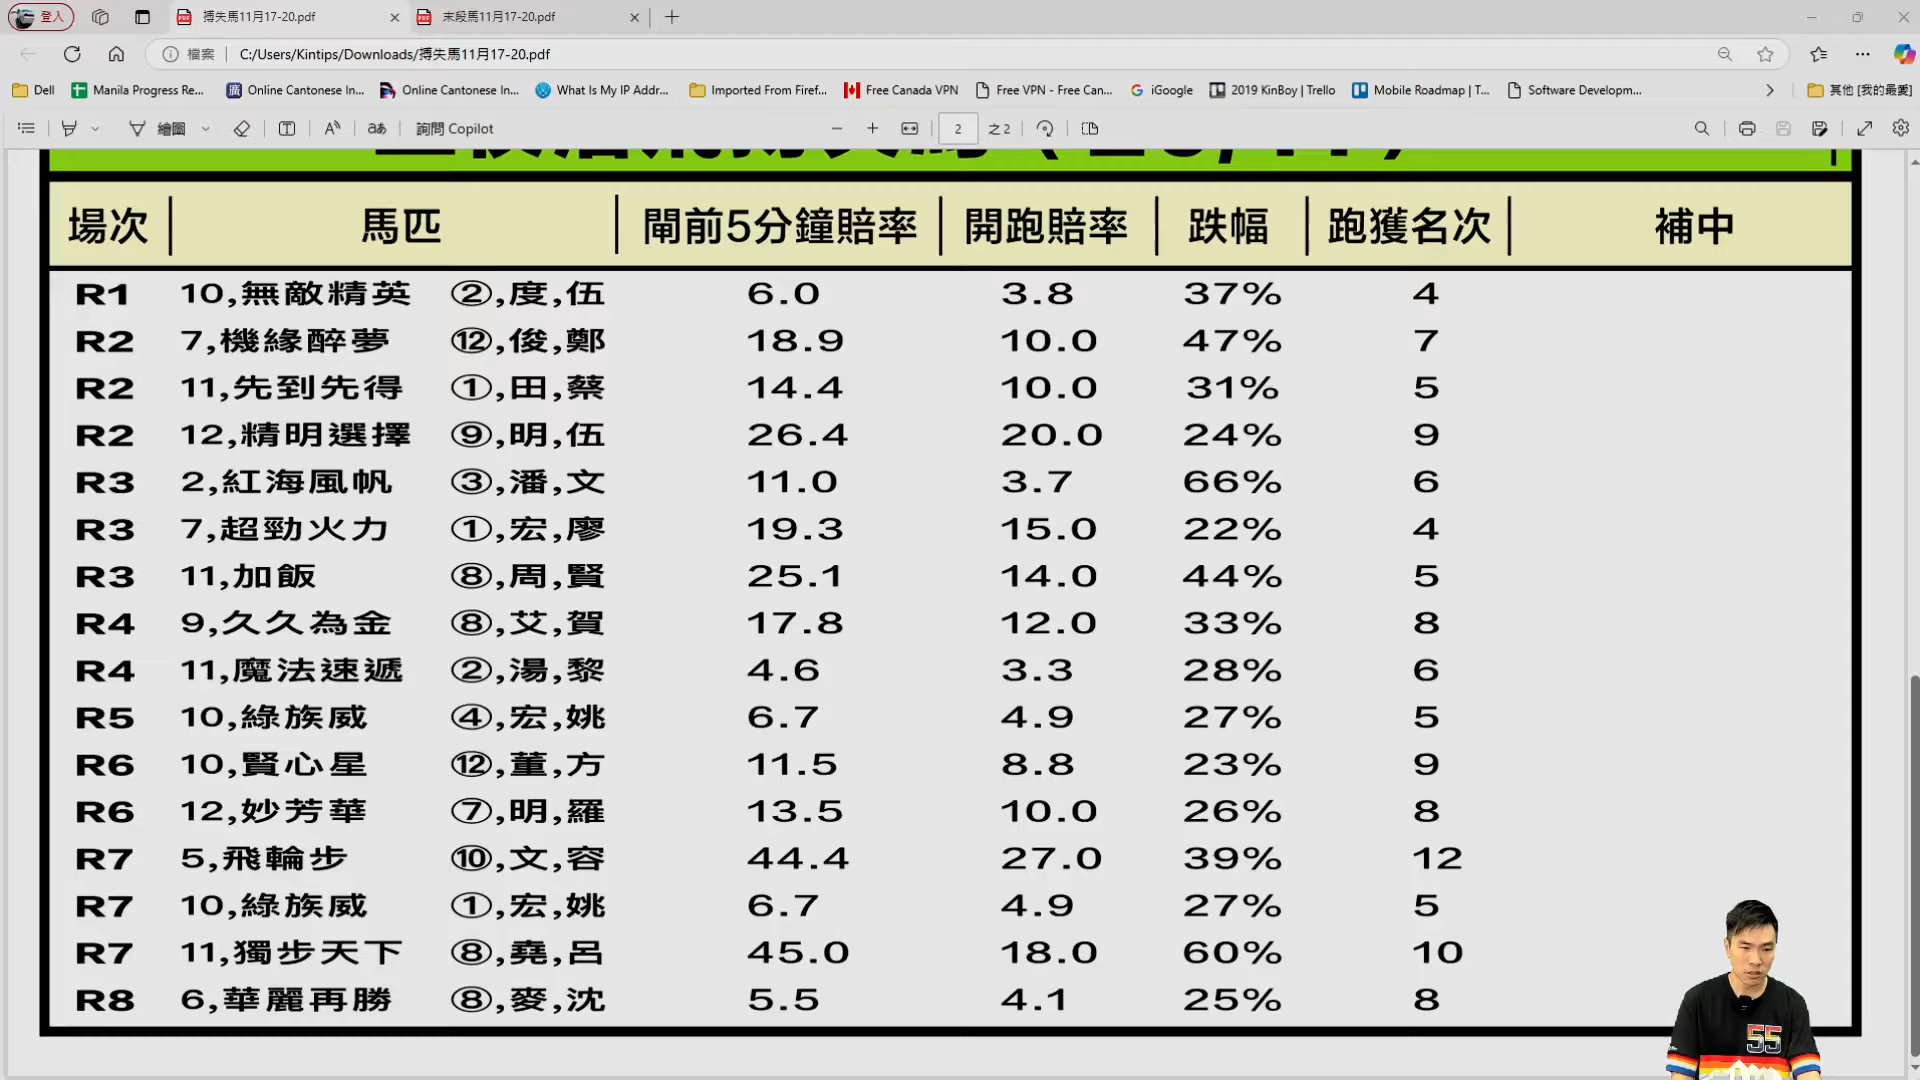 登入
搏失馬11月17-20.pdf
末段馬11月17-20.pdf
檔案
C:/Users/Kintips/Downloads/搏失馬11月17-20.pdf
Dell
Manila Progress Re...
Online Cantonese In...
Online Cantonese In...
What Is My IP Addr...
Imported From Firef...
Free Canada VPN
Free VPN - Free Can...
iGoogle
2019 KinBoy | Trello
Mobile Roadmap | T...
Software Developm...
其他 [我的最愛]
繪圖
詢問 Copilot
2 之 2
場次 馬匹 閘前5分鐘賠率 開跑賠率 跌幅 跑獲名次 補中
R1 10,無敵精英 ②,度,伍 6.0 3.8 37% 4
R2 7,機緣醉夢 ⑫,俊,鄭 18.9 10.0 47% 7
R2 11,先到先得 ①,田,蔡 14.4 10.0 31% 5
R2 12,精明選擇 ⑨,明,伍 26.4 20.0 24% 9
R3 2,紅海風帆 ③,潘,文 11.0 3.7 66% 6
R3 7,超勁火力 ①,宏,廖 19.3 15.0 22% 4
R3 11,加飯 ⑧,周,賢 25.1 14.0 44% 5
R4 9,久久為金 ⑧,艾,賀 17.8 12.0 33% 8
R4 11,魔法速遞 ②,湯,黎 4.6 3.3 28% 6
R5 10,綠族威 ④,宏,姚 6.7 4.9 27% 5
R6 10,賢心星 ⑫,董,方 11.5 8.8 23% 9
R6 12,妙芳華 ⑦,明,羅 13.5 10.0 26% 8
R7 5,飛輪步 ⑩,文,容 44.4 27.0 39% 12
R7 10,綠族威 ①,宏,姚 6.7 4.9 27% 5
R7 11,獨步天下 ⑧,堯,呂 45.0 18.0 60% 10
R8 6,華麗再勝 ⑧,麥,沈 5.5 4.1 25% 8
55